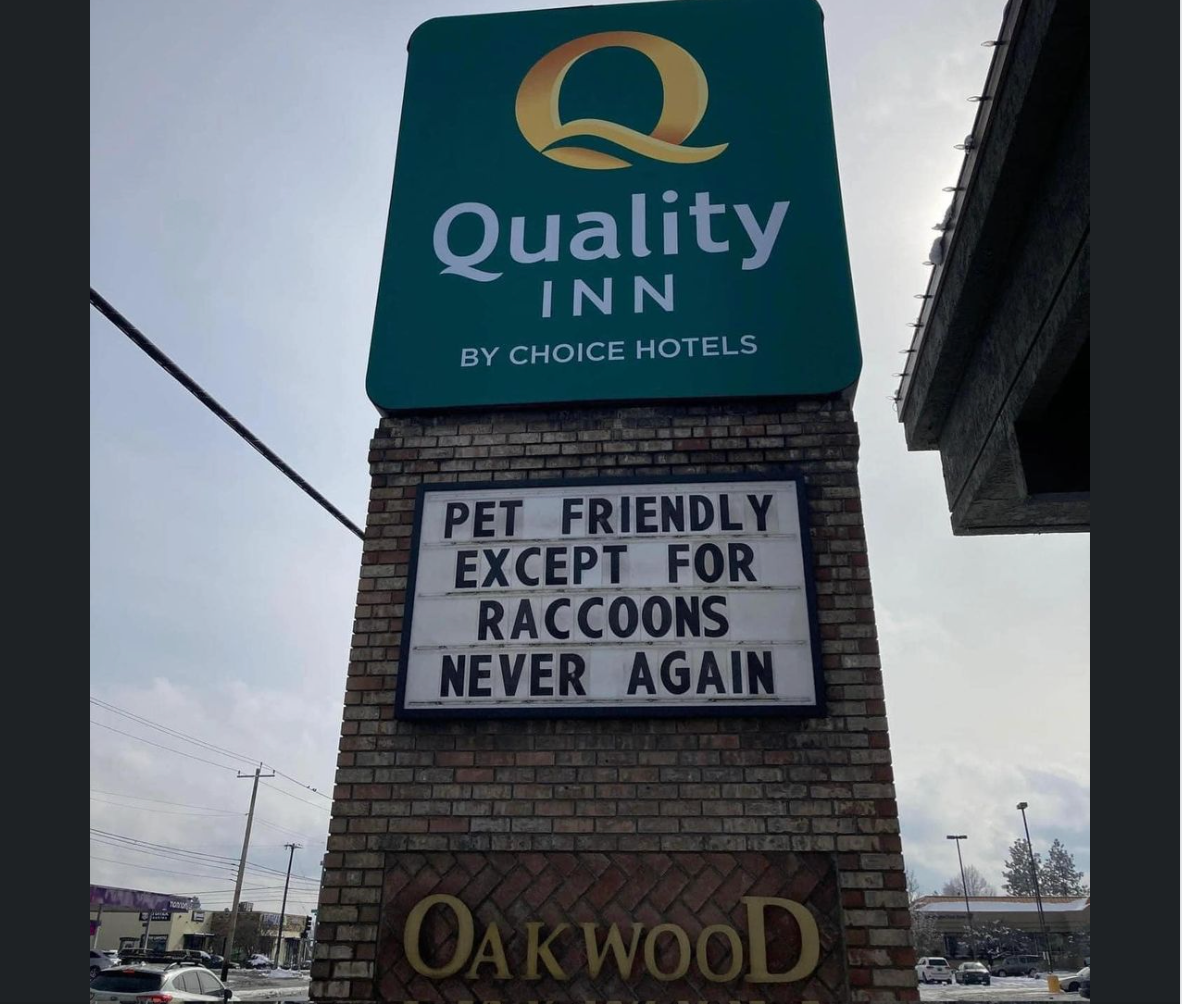 Quality
INN
BY CHOICE HOTELS
PET FRIENDLY
EXCEPT FOR
RACCOONS
NEVER AGAIN
OAKWOOD